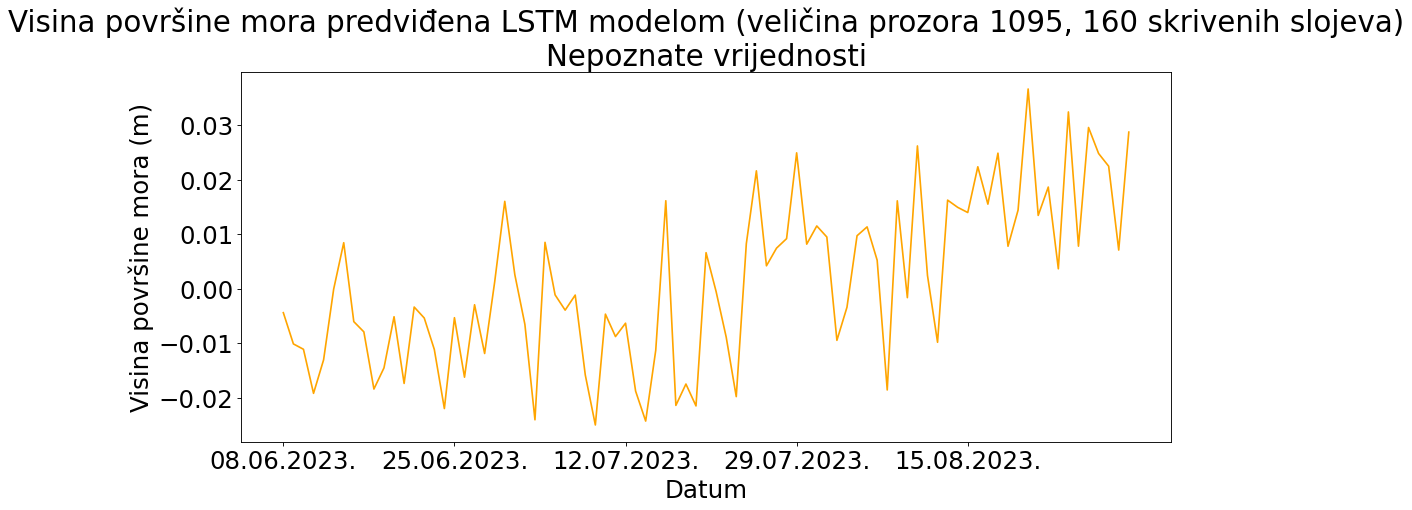 Visina površine mora predviđena LSTM modelom (veličina prozora 1095, 160 skrivenih slojeva)
Nepoznate vrijednosti
Visina površine mora (m)
0.03
0.02
0.01
0.00
−0.01
−0.02
08.06.2023. 25.06.2023. 12.07.2023. 29.07.2023. 15.08.2023.
Datum